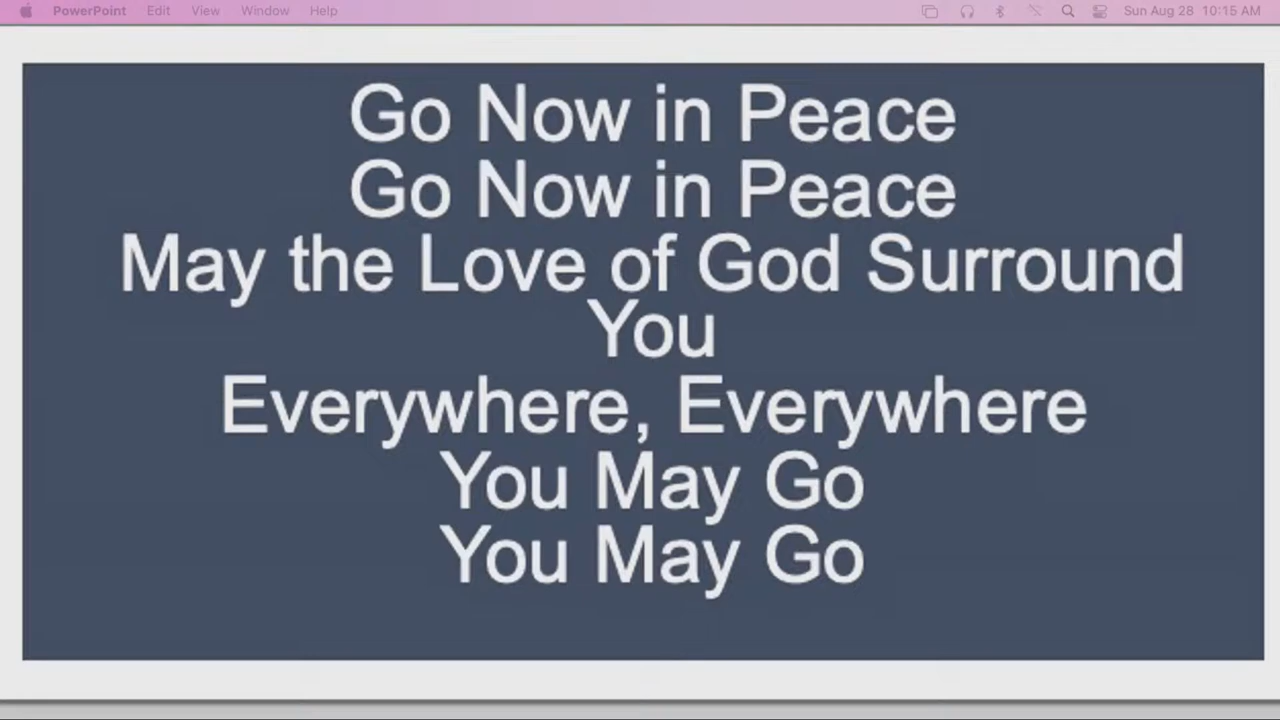 PowerPoint Edit View Window Help Sun Aug 28 10:15 AM
Go Now in Peace
Go Now in Peace
May the Love of God Surround
You
Everywhere, Everywhere
You May Go
You May Go